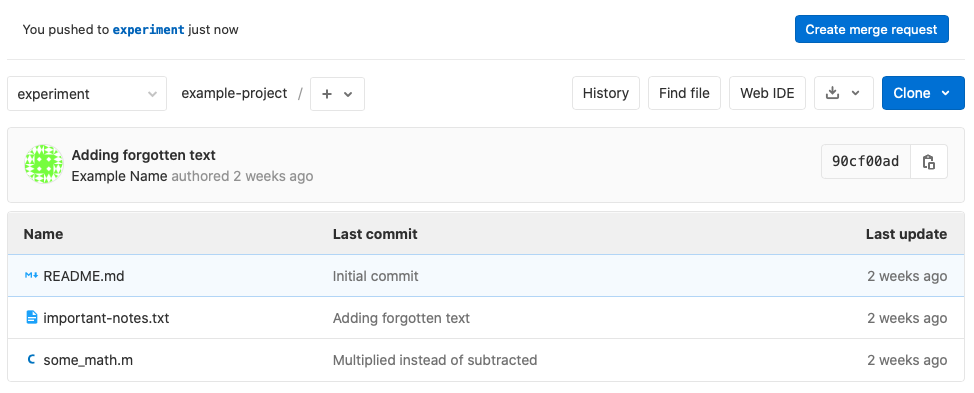 You pushed to experiment just now
Create merge request
experiment
example-project / +
History
Find file
Web IDE
Clone
Adding forgotten text
Example Name authored 2 weeks ago
90cf00ad
Name Last commit Last update
README.md Initial commit 2 weeks ago
important-notes.txt Adding forgotten text 2 weeks ago
some_math.m Multiplied instead of subtracted 2 weeks ago